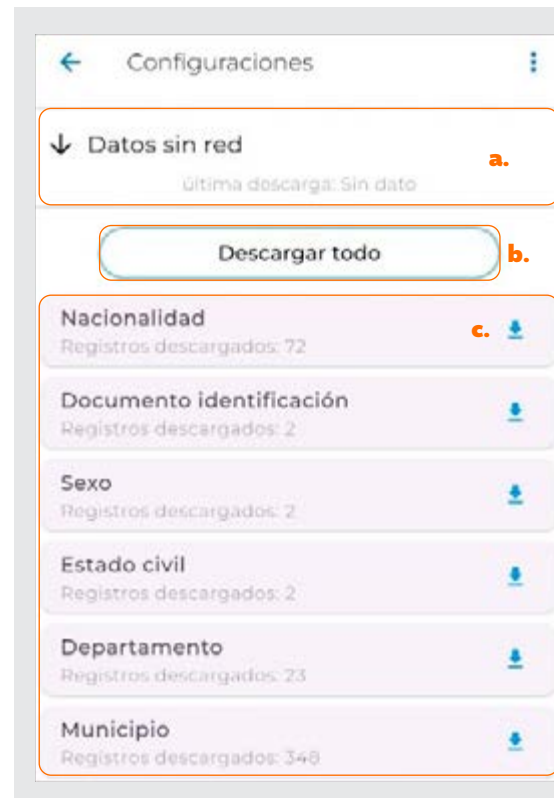 Configuraciones
Datos sin red
a.
última descarga: Sin dato
Descargar todo
b.
Nacionalidad
c.
Registros descargados: 72
Documento identificación
Registros descargados: 2
Sexo
Registros descargados: 2
Estado civil
Registros descargados: 2
Departamento
Registros descargados: 23
Municipio
Registros descargados: 348